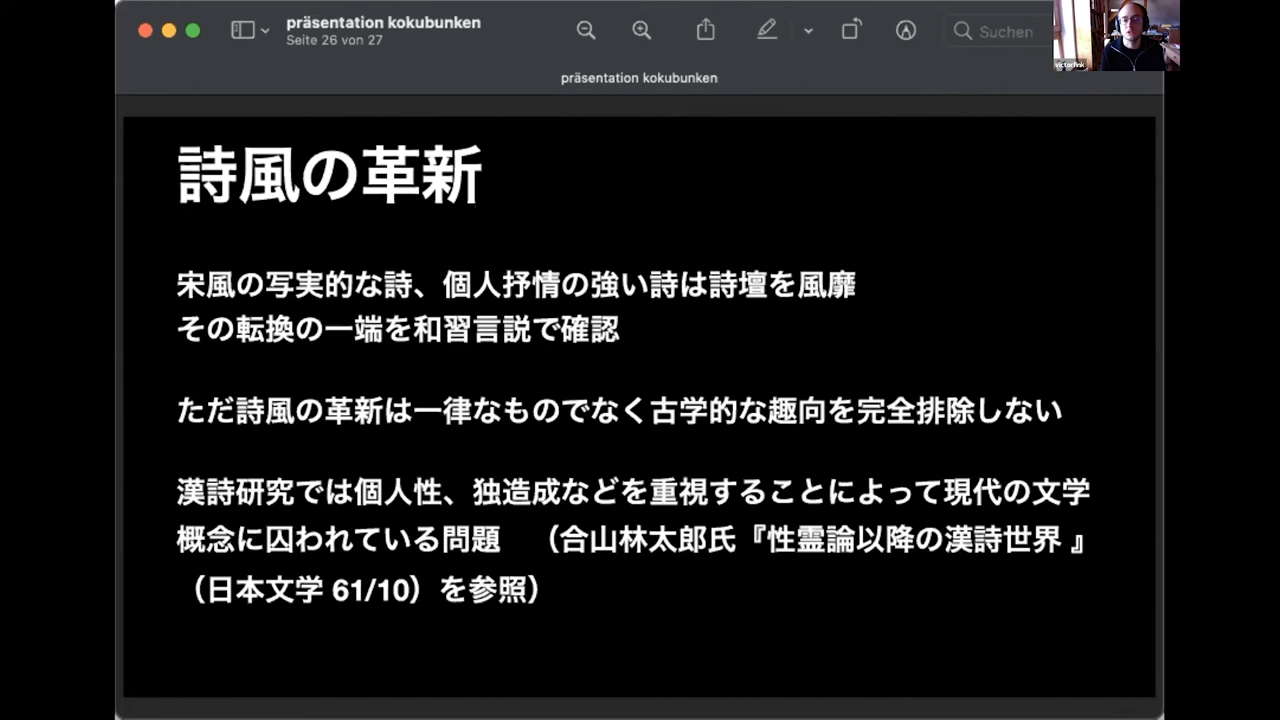 präsentation kokubunken
Seite 26 von 27
Suchen
victorfink
präsentation kokubunken
詩風の革新
宋風の写実的な詩、個人抒情の強い詩は詩壇を風靡
その転換の一端を和習言説で確認
ただ詩風の革新は一律なものでなく古学的な趣向を完全排除しない
漢詩研究では個人性、独造成などを重視することによって現代の文学
概念に囚われている問題　（合山林太郎氏『性霊論以降の漢詩世界 』
（日本文学 61/10）を参照）